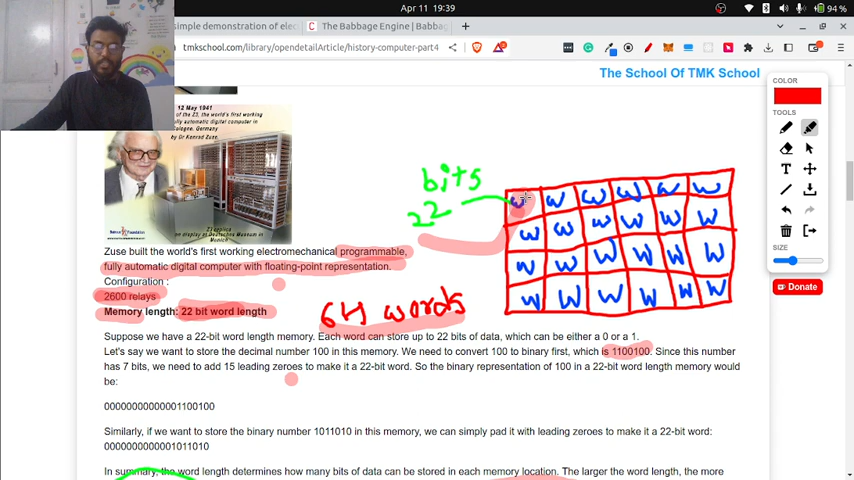 Apr 11 19:39
94 %
simple demonstration of elec
The Babbage Engine | Babbag
tmkschool.com/library/opendetailArticle/history-computer-part4
The School Of TMK School
COLOR
TOOLS
T
SIZE
Donate
12 May 1941
of the Z3, the world's first working
fully automatic digital computer
Cologne, Germany
By Dr Konrad Zuse.
Munich
bits
22
W W W W W W
W W W W W W
W W W W W W
W W W W W W
64 words
Zuse built the world's first working electromechanical programmable,
fully automatic digital computer with floating-point representation.
Configuration :
2600 relays
Memory length: 22 bit word length
Suppose we have a 22-bit word length memory. Each word can store up to 22 bits of data, which can be either a 0 or a 1.
Let's say we want to store the decimal number 100 in this memory. We need to convert 100 to binary first, which is 1100100. Since this number
has 7 bits, we need to add 15 leading zeroes to make it a 22-bit word. So the binary representation of 100 in a 22-bit word length memory would
be:
0000000000001100100
Similarly, if we want to store the binary number 1011010 in this memory, we can simply pad it with leading zeroes to make it a 22-bit word:
000000000001011010
In summary, the word length determines how many bits of data can be stored in each memory location. The larger the word length, the more